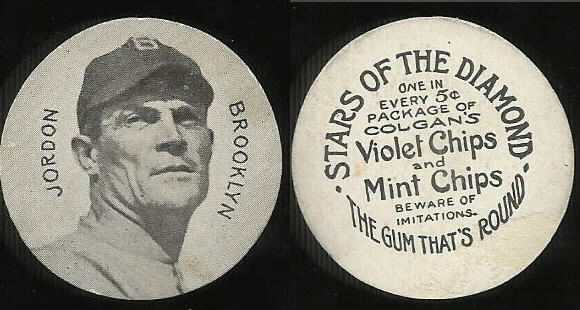 B
JORDON
BROOKLYN
STARS OF THE DIAMOND
ONE IN
EVERY 5¢
PACKAGE OF
COLGAN'S
Violet Chips
and
Mint Chips
BEWARE OF
IMITATIONS.
THE GUM THAT'S ROUND